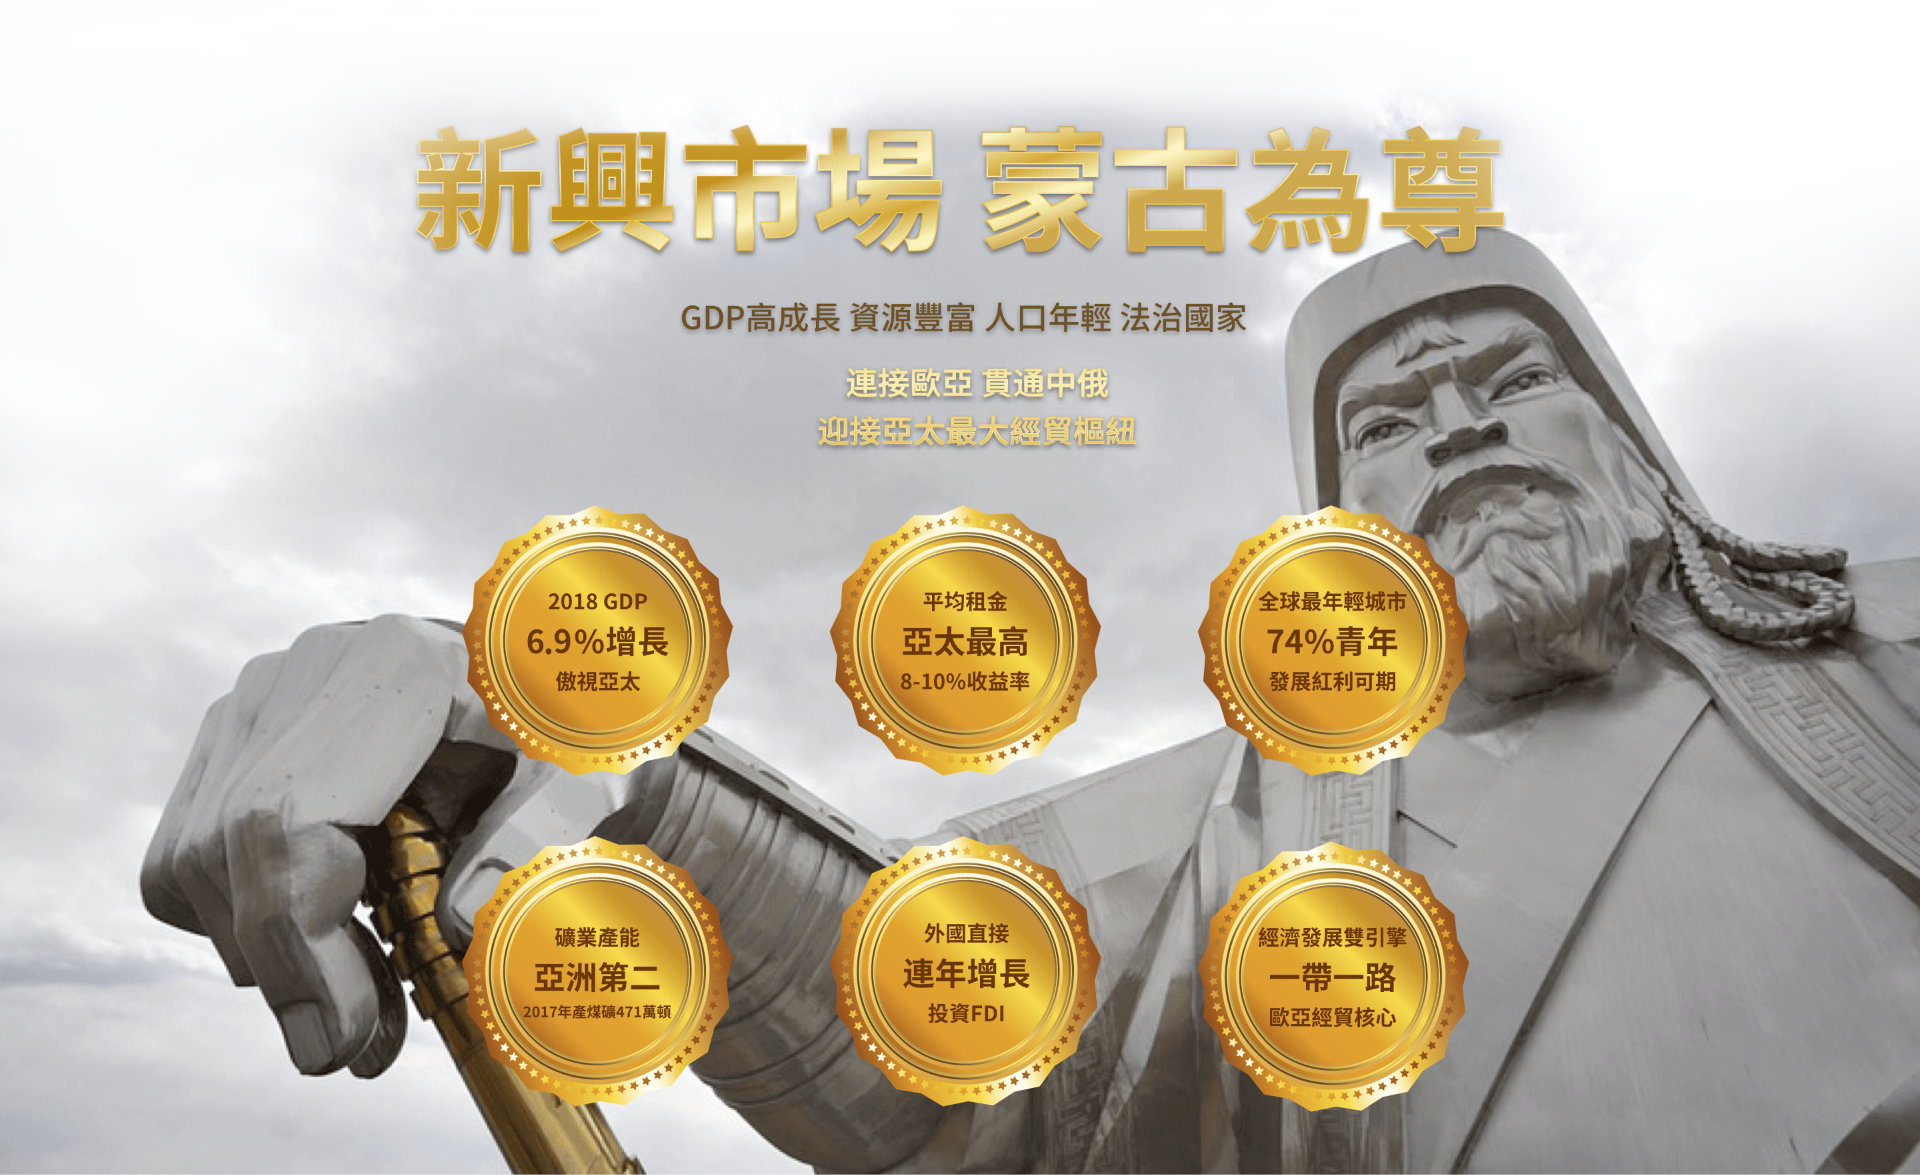 新興市場 蒙古為尊
GDP高成長 資源豐富 人口年輕 法治國家
連接歐亞 貫通中俄
迎接亞太最大經貿樞紐
2018 GDP
6.9%增長
傲視亞太
平均租金
亞太最高
8-10%收益率
全球最年輕城市
74%青年
發展紅利可期
礦業產能
亞洲第二
2017年產煤礦471萬頓
外國直接
連年增長
投資FDI
經濟發展雙引擎
一帶一路
歐亞經貿核心